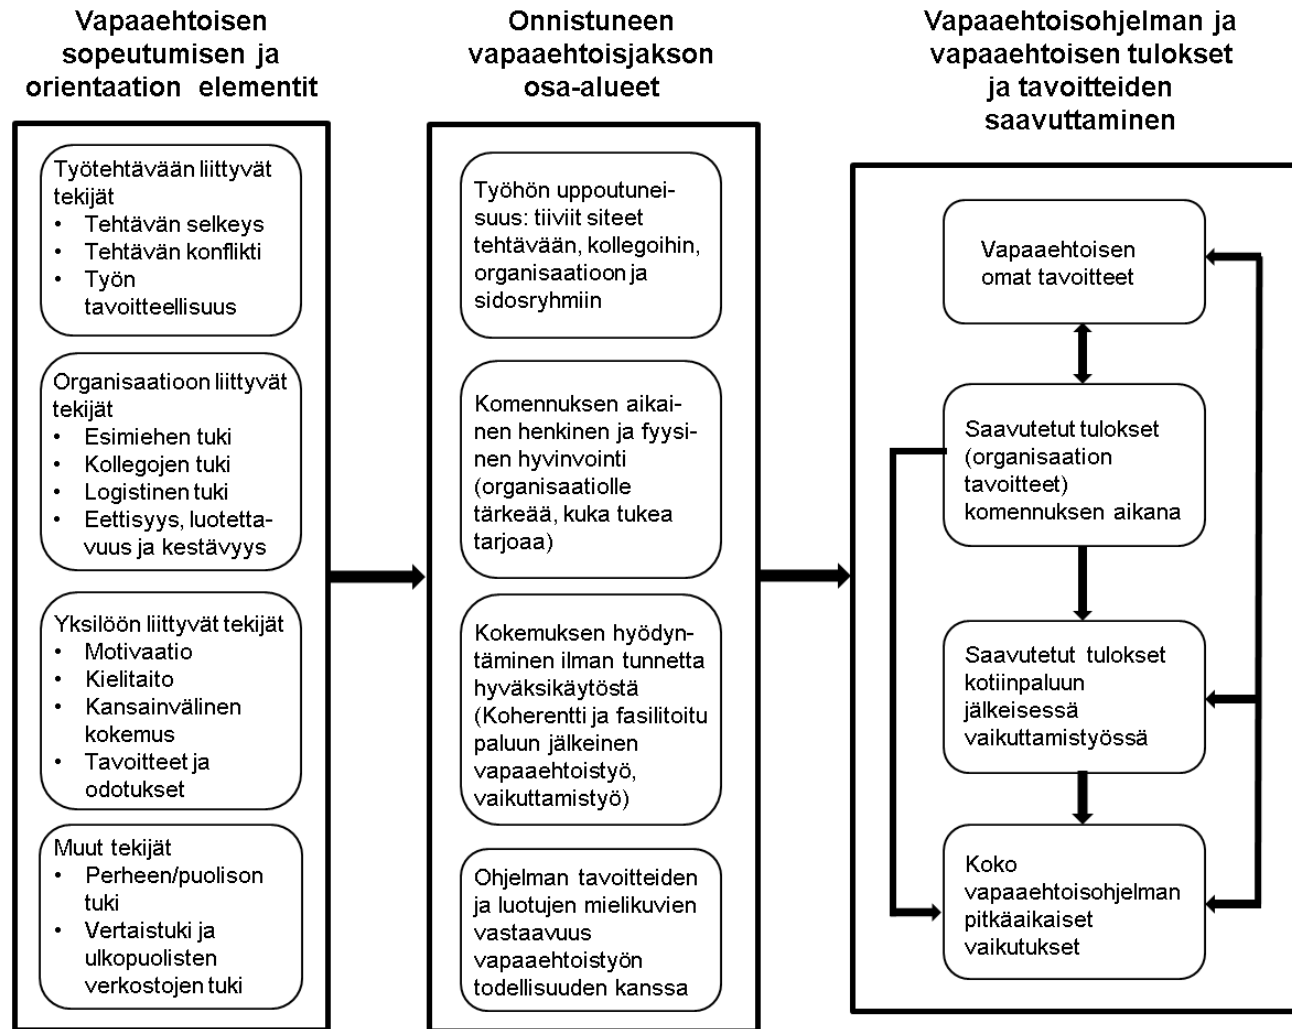 Vapaaehtoisen
sopeutumisen ja
orientaation elementit
Työtehtävään liittyvät
tekijät
• Tehtävän selkeys
• Tehtävän konflikti
• Työn
tavoitteellisuus
Organisaatioon liittyvät
tekijät
• Esimiehen tuki
• Kollegojen tuki
• Logistinen tuki
• Eettisyys, luotetta-
vuus ja kestävyys
Yksilöön liittyvät tekijät
• Motivaatio
• Kielitaito
• Kansainvälinen
kokemus
• Tavoitteet ja
odotukset
Muut tekijät
• Perheen/puolison
tuki
• Vertaistuki ja
ulkopuolisten
verkostojen tuki
Onnistuneen
vapaaehtoisjakson
osa-alueet
Työhön uppoutunei-
suus: tiiviit siteet
tehtävään, kollegoihin,
organisaatioon ja
sidosryhmiin
Komennuksen aikai-
nen henkinen ja fyysi-
nen hyvinvointi
(organisaatiolle
tärkeää, kuka tukea
tarjoaa)
Kokemuksen hyödyn-
täminen ilman tunnetta
hyväksikäytöstä
(Koherentti ja fasilitoitu
paluun jälkeinen
vapaaehtoistyö,
vaikuttamistyö)
Ohjelman tavoitteiden
ja luotujen mielikuvien
vastaavuus
vapaaehtoistyön
todellisuuden kanssa
Vapaaehtoisohjelman ja
vapaaehtoisen tulokset
ja tavoitteiden
saavuttaminen
Vapaaehtoisen
omat tavoitteet
Saavutetut tulokset
(organisaation
tavoitteet)
komennuksen aikana
Saavutetut tulokset
kotiinpaluun
jälkeisessä
vaikuttamistyössä
Koko
vapaaehtoisohjelman
pitkäaikaiset
vaikutukset